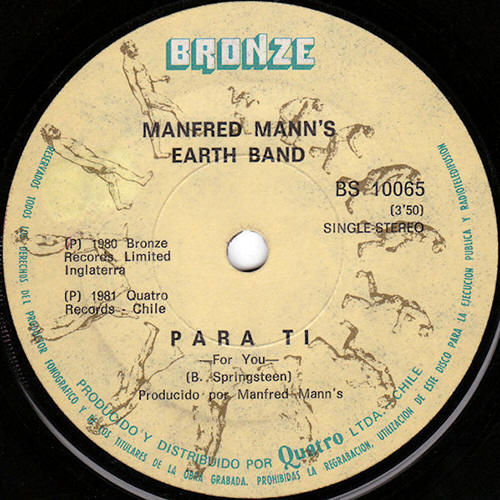 BRONZE
MANFRED MANN'S
EARTH BAND
BS 10065
(3'50)
SINGLE-STEREO
(P) 1980 Bronze
Records Limited
Inglaterra
(P) 1981 Quatro
Records - Chile
PARA TI
—For You—
(B. Springsteen)
Producido por Manfred Mann's
PRODUCIDO Y DISTRIBUIDO POR Quatro LTDA. - CHILE
RESERVADOS TODOS LOS DERECHOS DEL PRODUCTOR FONOGRAFICO Y DE LOS TITULARES DE LA OBRA GRABADA. PROHIBIDAS LA REGRABACION, UTILIZACION DE ESTE DISCO PARA LA EJECUCION PUBLICA Y RADIOTELEDIFUSION